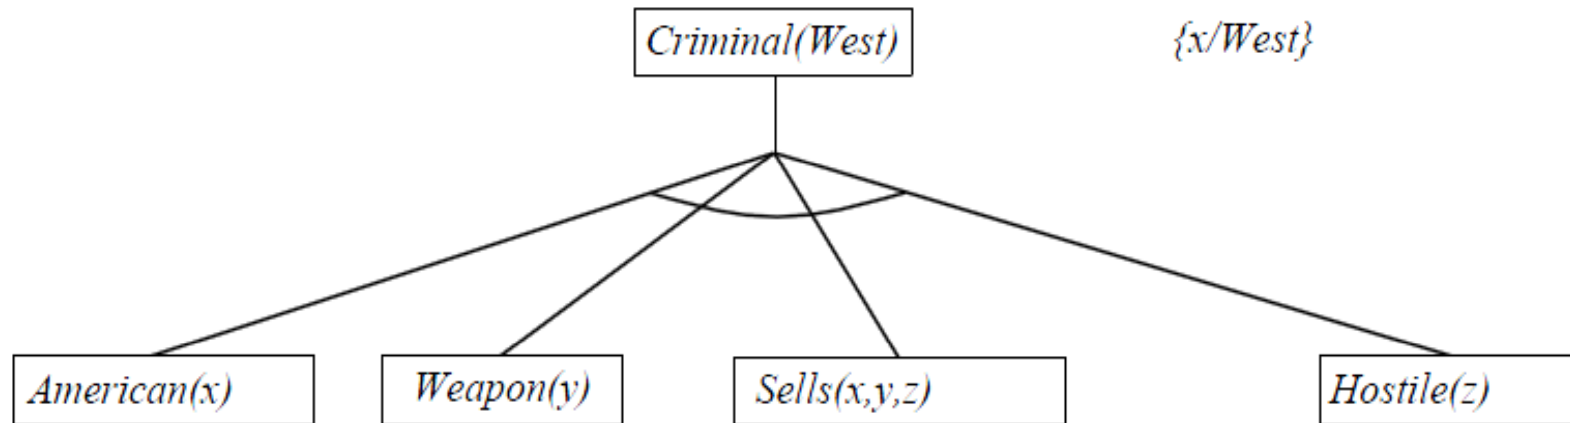 Criminal(West)
{x/West}
American(x)
Weapon(y)
Sells(x,y,z)
Hostile(z)